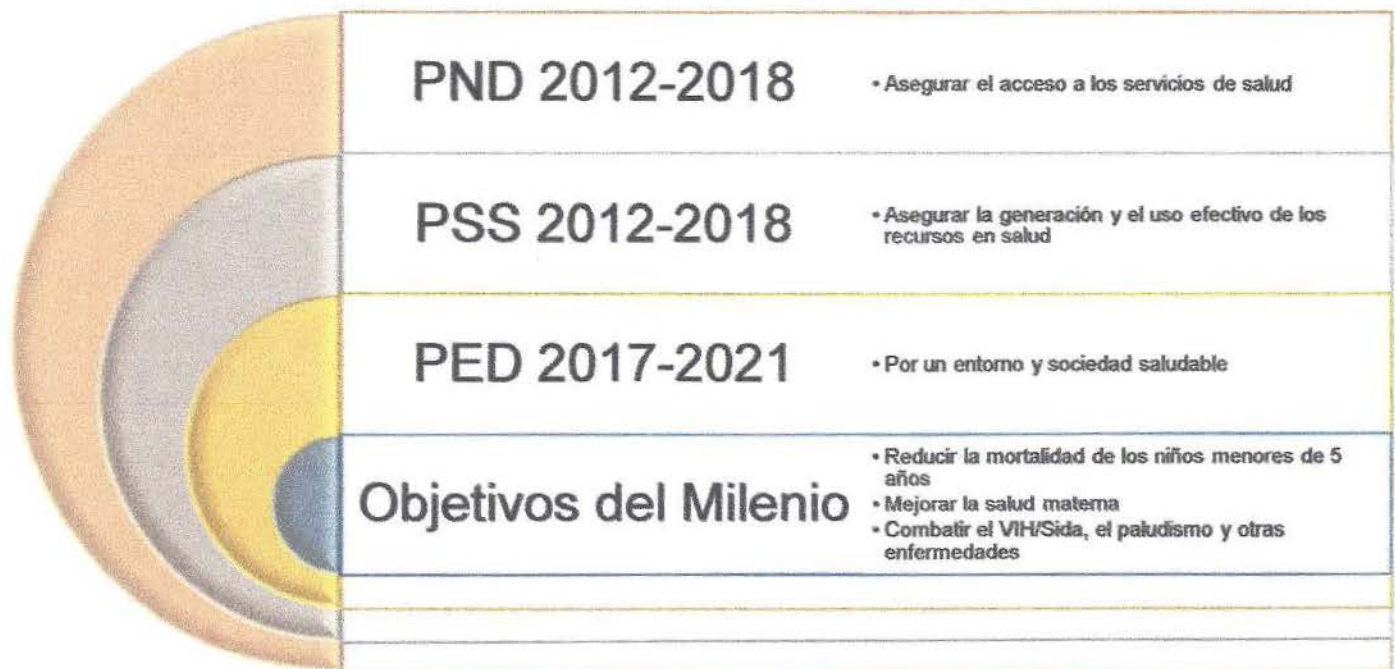 PND 2012-2018
• Asegurar el acceso a los servicios de salud
PSS 2012-2018
• Asegurar la generación y el uso efectivo de los
recursos en salud
PED 2017-2021
• Por un entorno y sociedad saludable
Objetivos del Milenio
• Reducir la mortalidad de los niños menores de 5
años
• Mejorar la salud materna
• Combatir el VIH/Sida, el paludismo y otras
enfermedades